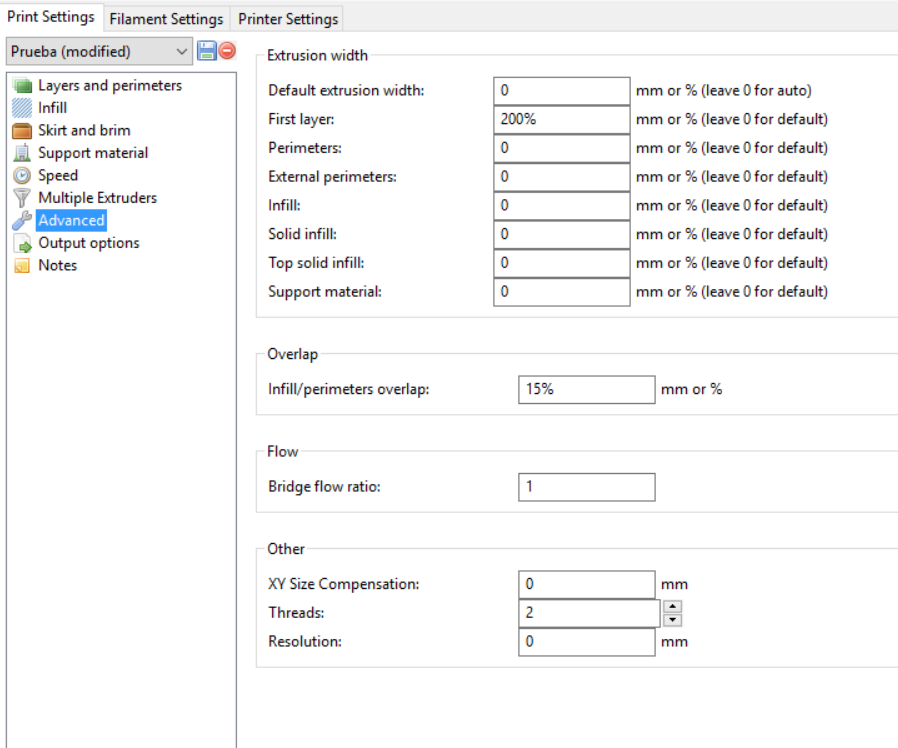 Print Settings Filament Settings Printer Settings
Prueba (modified)
Layers and perimeters
Infill
Skirt and brim
Support material
Speed
Multiple Extruders
Advanced
Output options
Notes
Extrusion width
Default extrusion width: 0 mm or % (leave 0 for auto)
First layer: 200% mm or % (leave 0 for default)
Perimeters: 0 mm or % (leave 0 for default)
External perimeters: 0 mm or % (leave 0 for default)
Infill: 0 mm or % (leave 0 for default)
Solid infill: 0 mm or % (leave 0 for default)
Top solid infill: 0 mm or % (leave 0 for default)
Support material: 0 mm or % (leave 0 for default)
Overlap
Infill/perimeters overlap: 15% mm or %
Flow
Bridge flow ratio: 1
Other
XY Size Compensation: 0 mm
Threads: 2
Resolution: 0 mm